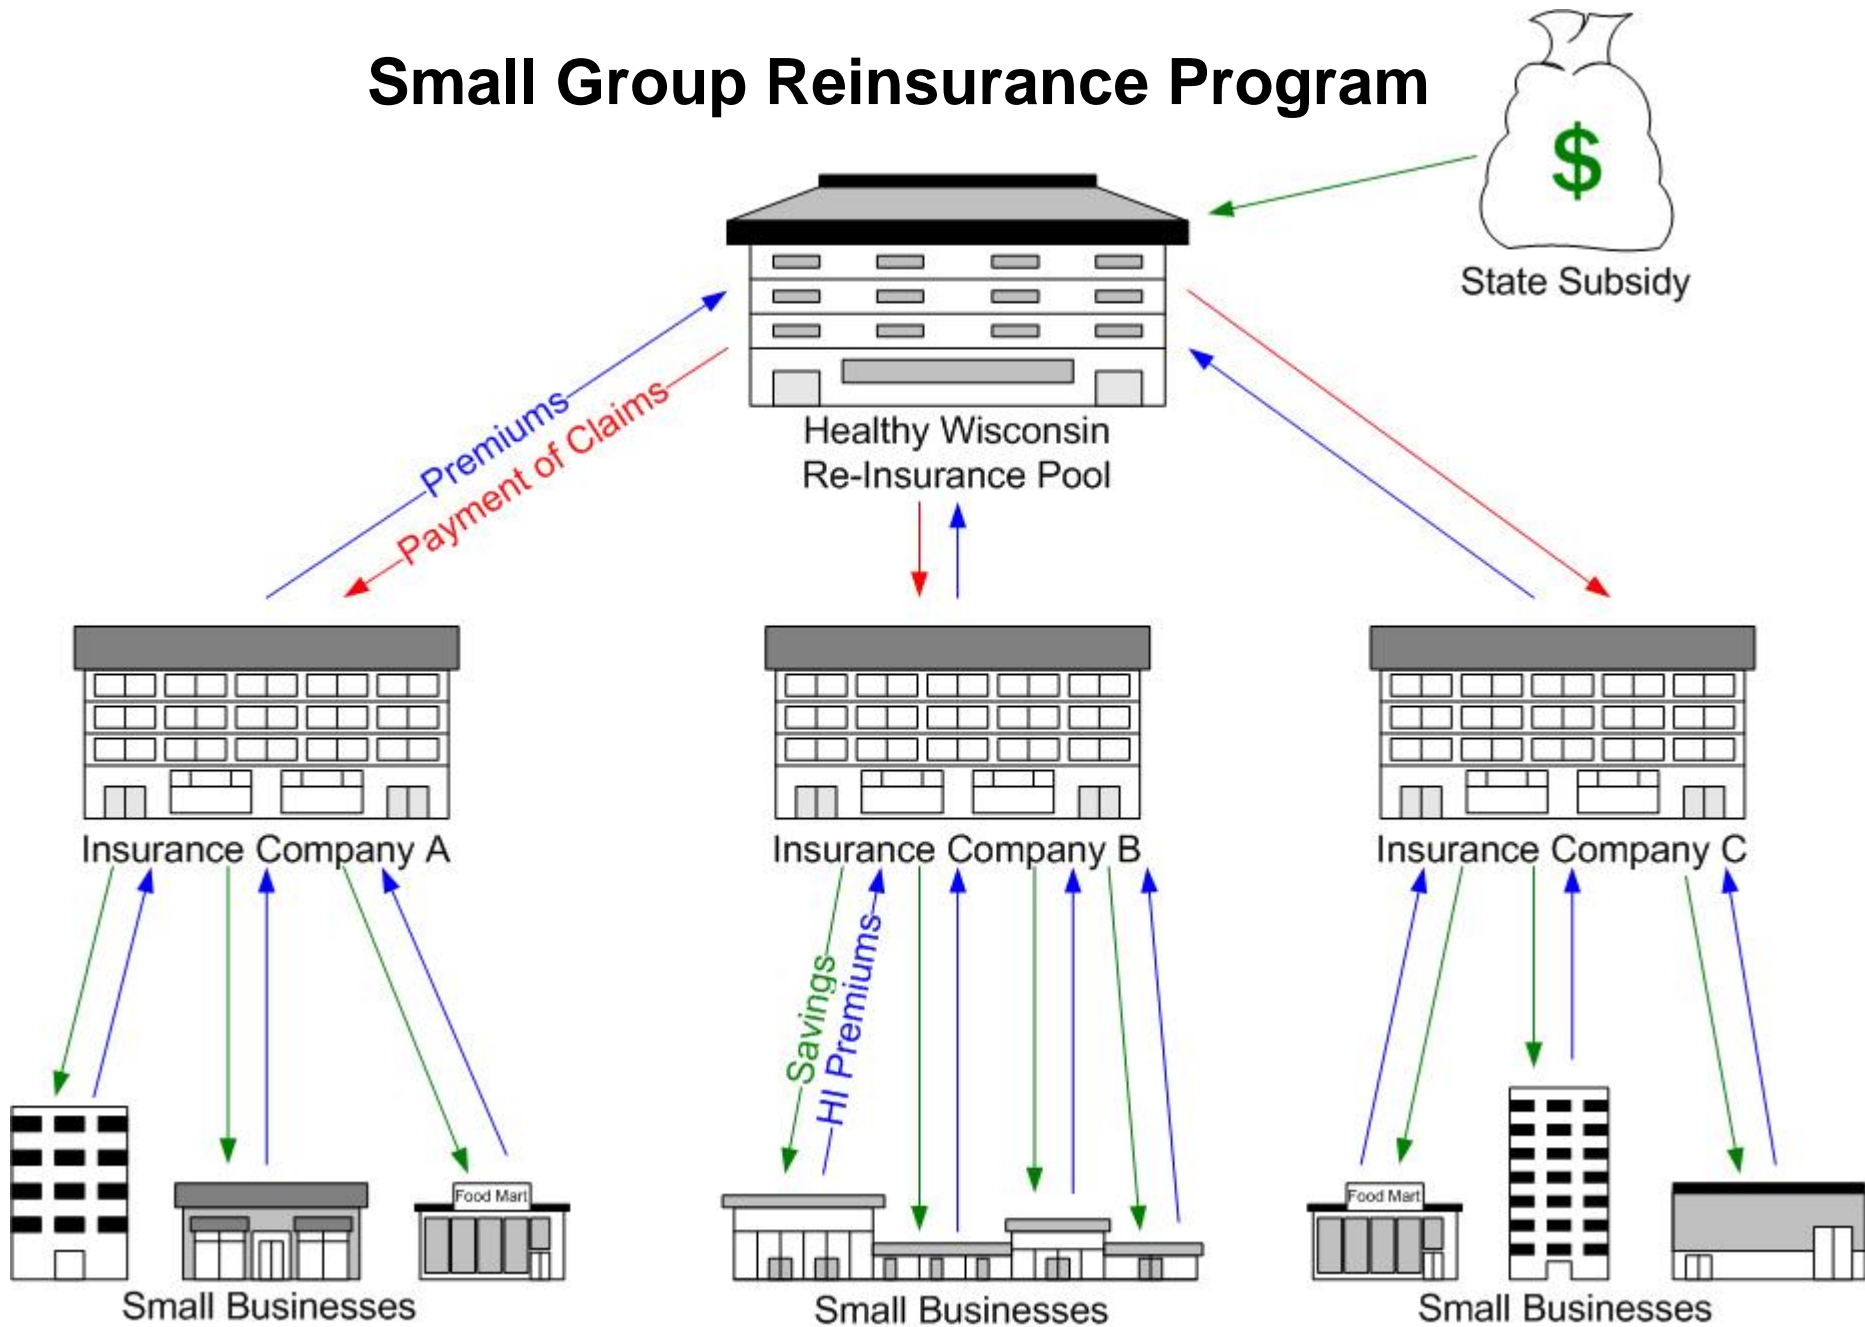 Small Group Reinsurance Program
$
State Subsidy
Healthy Wisconsin
Re-Insurance Pool
Premiums
Payment of Claims
Insurance Company A
Insurance Company B
Insurance Company C
Savings
HI Premiums
Food Mart
Food Mart
Small Businesses
Small Businesses
Small Businesses